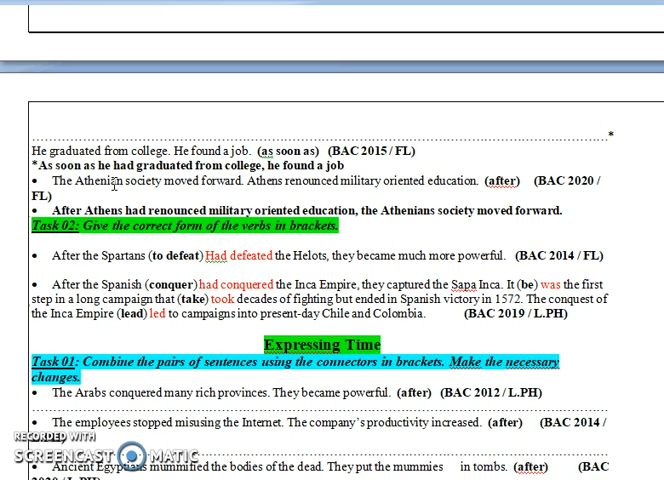 *
He graduated from college. He found a job. (as soon as) (BAC 2015 / FL)
*As soon as he had graduated from college, he found a job
• The Athenian society moved forward. Athens renounced military oriented education. (after) (BAC 2020 /
FL)
• After Athens had renounced military oriented education, the Athenians society moved forward.
Task 02: Give the correct form of the verbs in brackets.
• After the Spartans (to defeat) Had defeated the Helots, they became much more powerful. (BAC 2014 / FL)
• After the Spanish (conquer) had conquered the Inca Empire, they captured the Sapa Inca. It (be) was the first
step in a long campaign that (take) took decades of fighting but ended in Spanish victory in 1572. The conquest of
the Inca Empire (lead) led to campaigns into present-day Chile and Colombia. (BAC 2019 / L.PH)
Expressing Time
Task 01: Combine the pairs of sentences using the connectors in brackets. Make the necessary
changes.
• The Arabs conquered many rich provinces. They became powerful. (after) (BAC 2012 / L.PH)
• The employees stopped misusing the Internet. The company's productivity increased. (after) (BAC 2014 /
RECORDED WITH
SCREENCAST MATIC
• Ancient Egyptians mummified the bodies of the dead. They put the mummies in tombs. (after) (BAC